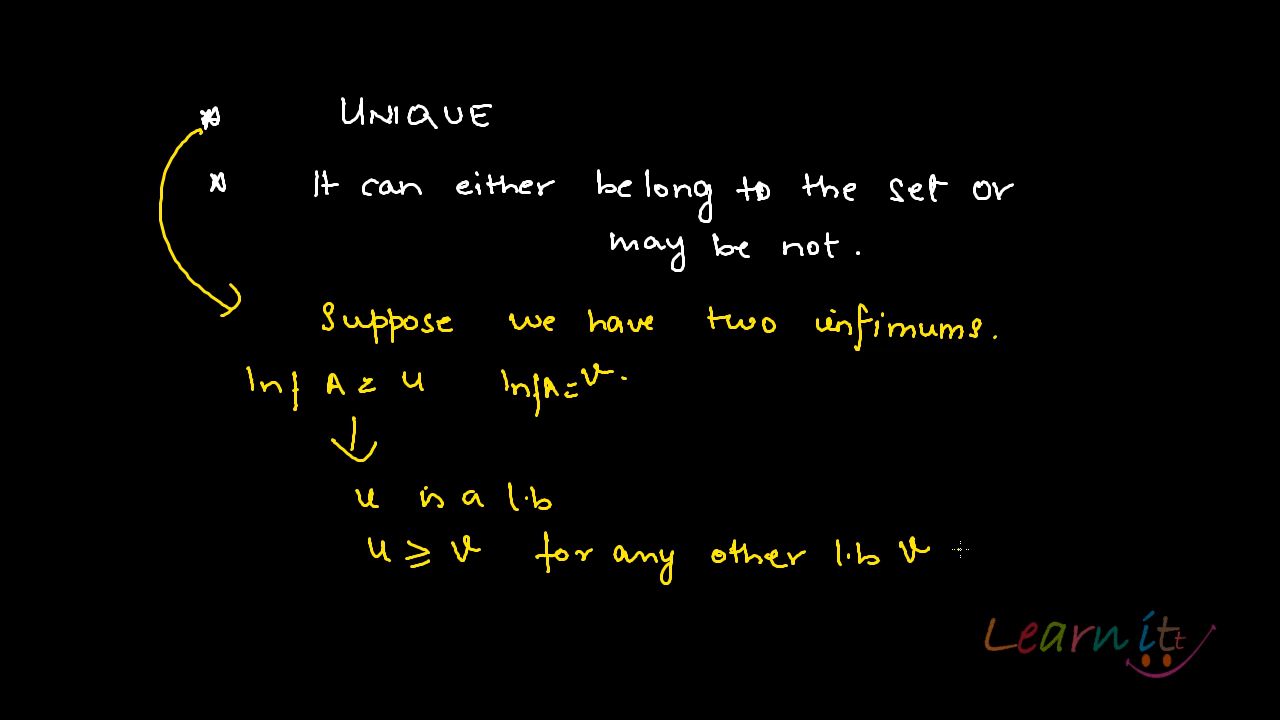 * UNIQUE
* It can either belong to the set or
may be not.
Suppose we have two infimums.
Inf A = u Inf A = v.
↓
u is a l.b
u ≥ v for any other l.b v
Learnitt